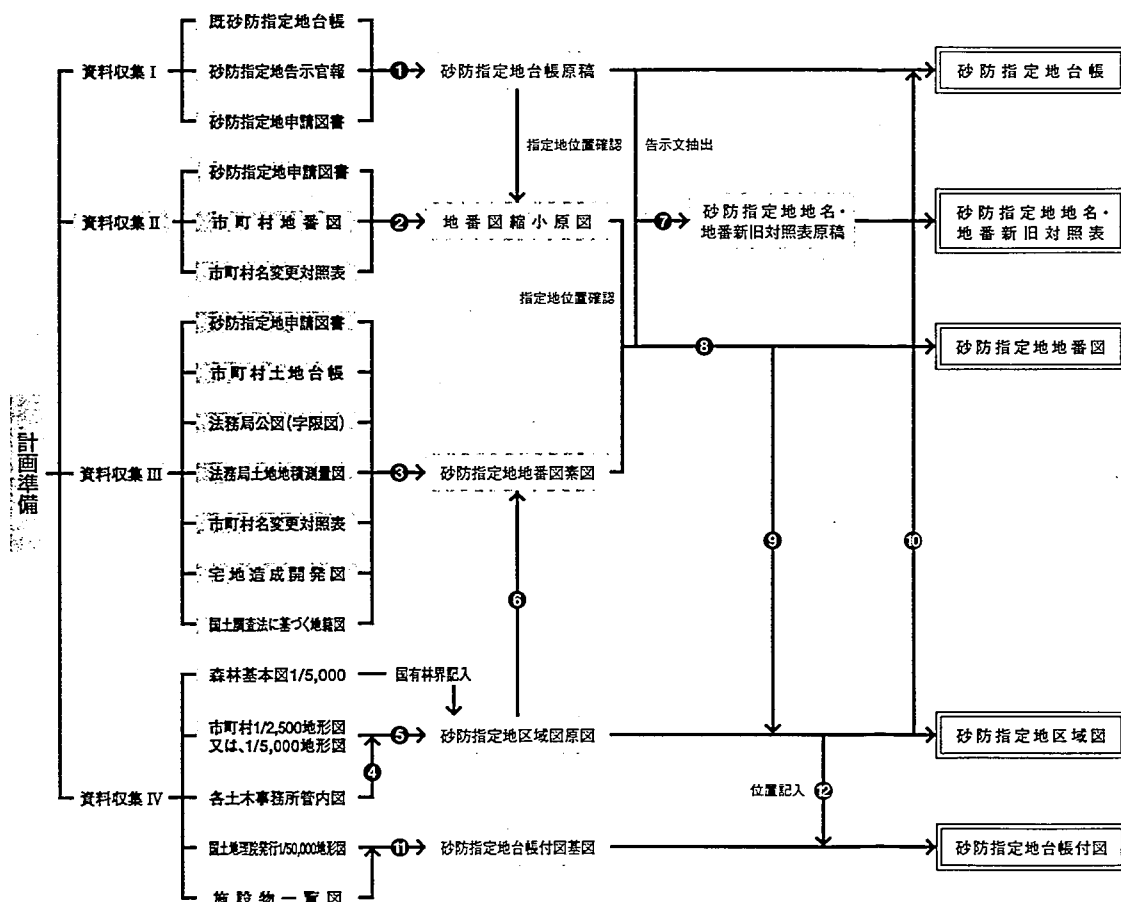 既砂防指定地台帳
資料収集 I
砂防指定地告示官報
❶
砂防指定地台帳原稿
砂防指定地台帳
砂防指定地申請図書
指定地位置確認
告示文抽出
砂防指定地申請図書
資料収集 II
市町村地番図
❷
地番図縮小原図
❼
砂防指定地地名・
地番新旧対照表原稿
砂防指定地地名・
地番新旧対照表
市町村名変更対照表
指定地位置確認
砂防指定地申請図書
❽
砂防指定地地番図
市町村土地台帳
法務局公図(字限図)
計画準備
資料収集 III
法務局土地地積測量図
❸
砂防指定地地番図素図
市町村名変更対照表
❾
❿
宅地造成開発図
❻
国土調査法に基づく地籍図
森林基本図1/5,000
国有林界記入
市町村1/2,500地形図
又は、1/5,000地形図
❺
砂防指定地区域図原図
砂防指定地区域図
❹
資料収集 IV
各土木事務所管内図
位置記入
⓬
国土地理院発行1/50,000地形図
⓫
砂防指定地台帳付図基図
砂防指定地台帳付図
施設物一覧図